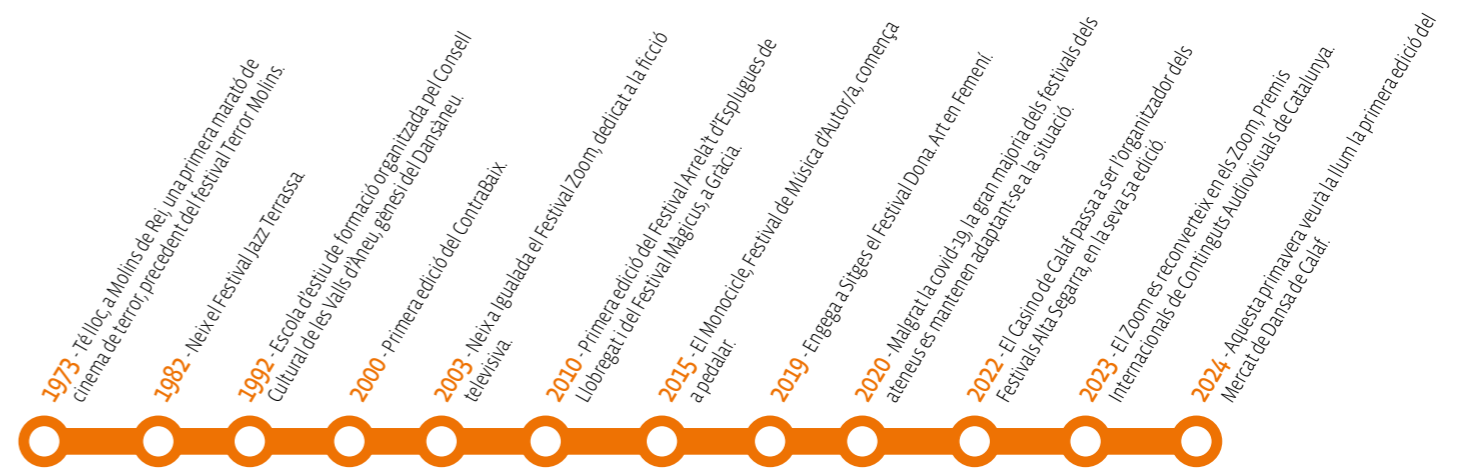 1973 - Té lloc, a Molins de Rei, una primera marató de
cinema de terror, precedent del festival Terror Molins.
1982 - Neix el Festival Jazz Terrassa.
1992 - Escola d'estiu de formació organitzada pel Consell
Cultural de les Valls d'Àneu, gènesi del Dansàneu.
2000 - Primera edició del ContraBaix.
2003 - Neix a Igualada el Festival Zoom, dedicat a la ficció
televisiva.
2010 - Primera edició del Festival Arrela't d'Esplugues de
Llobregat i del Festival Màgicus, a Gràcia.
2015 - El Monocicle, Festival de Música d'Autor/a, comença
a pedalar.
2019 - Engega a Sitges el Festival Dona. Art en Femení.
2020 - Malgrat la covid-19, la gran majoria dels festivals dels
ateneus es mantenen adaptant-se a la situació.
2022 - El Casino de Calaf passa a ser l'organitzador dels
Festivals Alta Segarra, en la seva 5a edició.
2023 - El Zoom es reconverteix en els Zoom, Premis
Internacionals de Continguts Audiovisuals de Catalunya.
2024 - Aquesta primavera veurà la llum la primera edició del
Mercat de Dansa de Calaf.